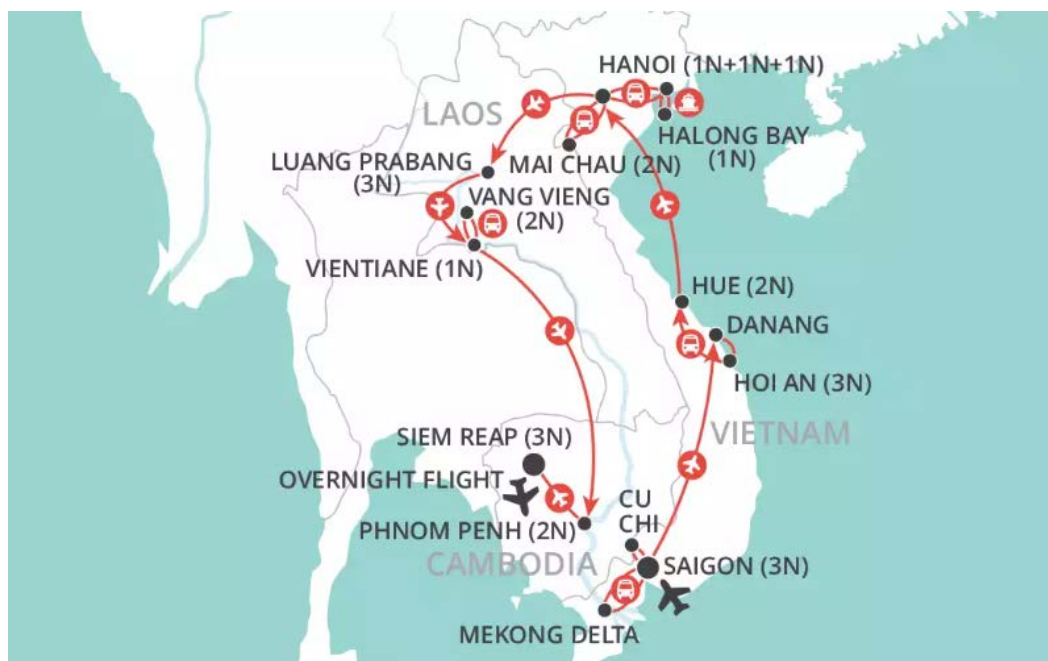 HANOI (1N+1N+1N)
LAOS
HALONG BAY
(1N)
MAI CHAU (2N)
LUANG PRABANG
(3N)
VANG VIENG
(2N)
VIENTIANE (1N)
HUE (2N)
DANANG
HOI AN (3N)
VIETNAM
SIEM REAP (3N)
OVERNIGHT FLIGHT
CU
CHI
PHNOM PENH (2N)
CAMBODIA
SAIGON (3N)
MEKONG DELTA